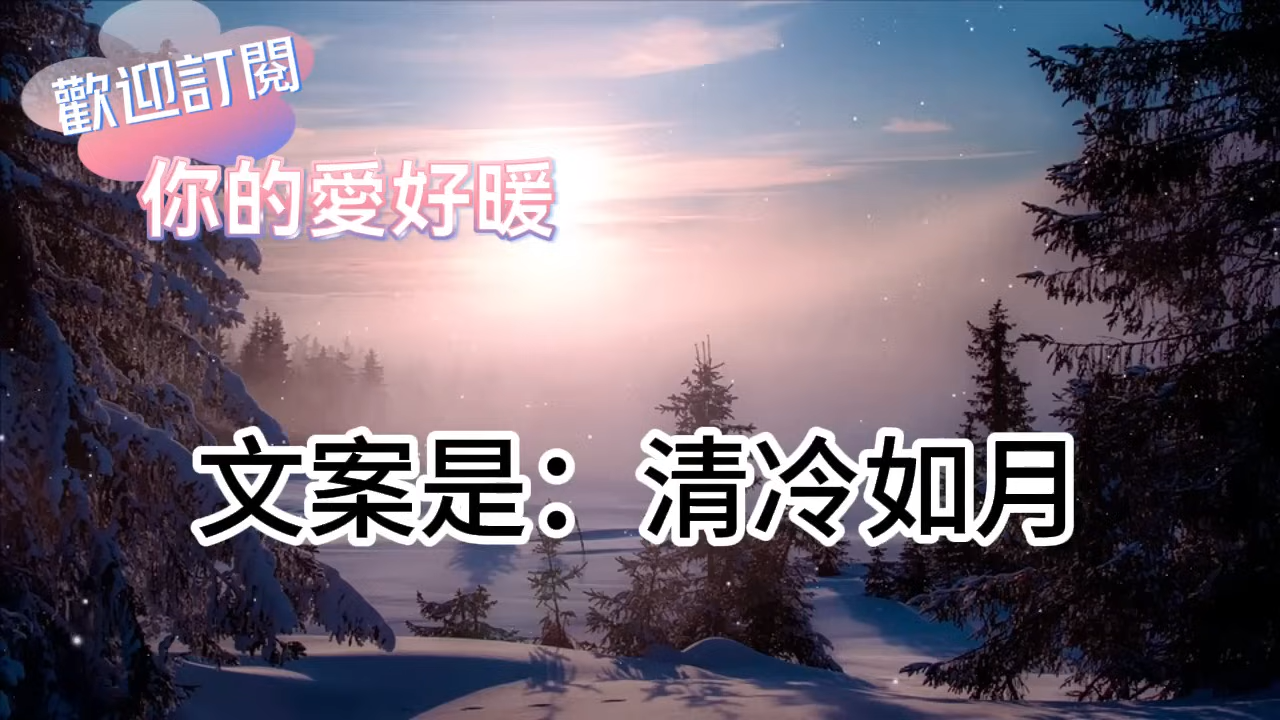 歡迎訂閱
你的愛好暖
文案是：清冷如月